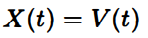 X(t) = V(t)